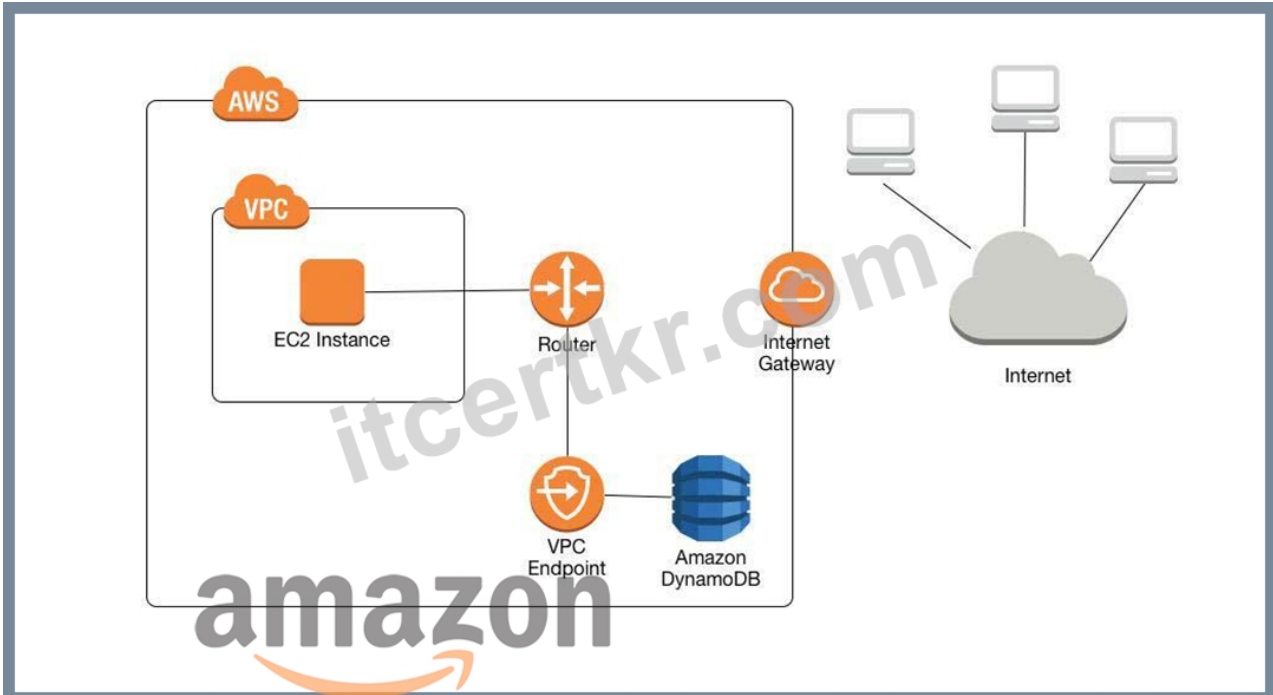 AWS
VPC
EC2 Instance
Router
Internet
Gateway
Internet
VPC
Endpoint
Amazon
DynamoDB
itcertkr.com
amazon